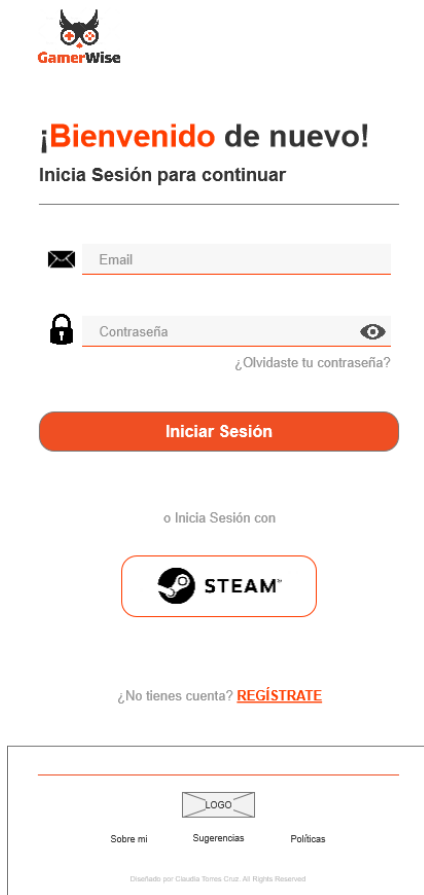 GamerWise
¡Bienvenido de nuevo!
Inicia Sesión para continuar
Email
Contraseña
¿Olvidaste tu contraseña?
Iniciar Sesión
o Inicia Sesión con
STEAM™
¿No tienes cuenta? REGÍSTRATE
LOGO
Sobre mi Sugerencias Políticas
Diseñado por Claudia Torres Cruz. All Rights Reserved